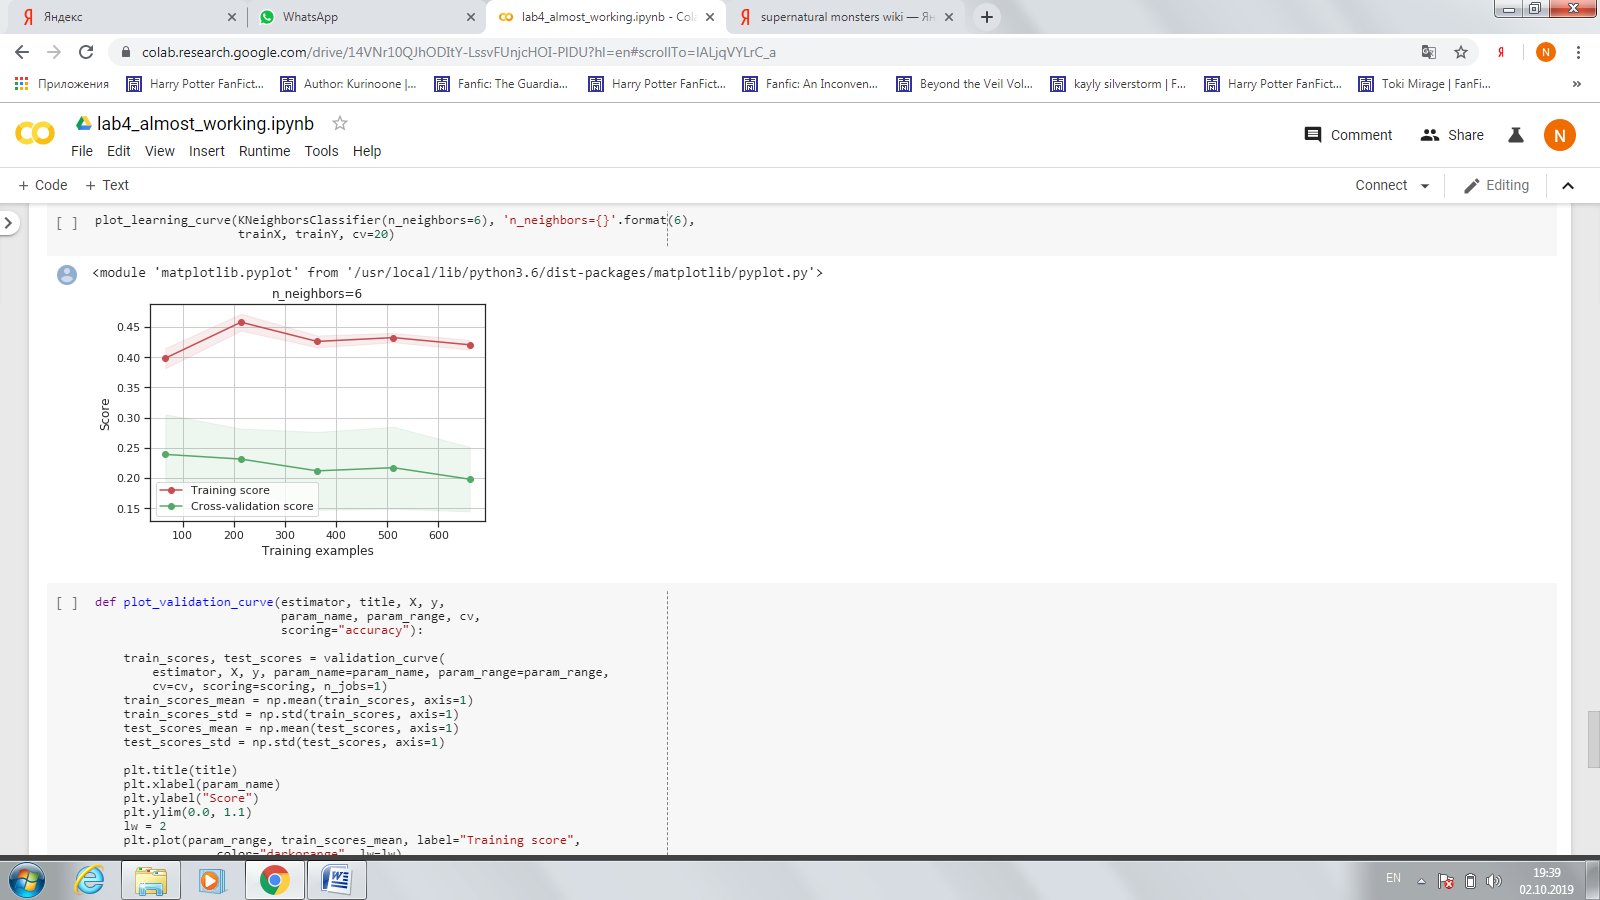 Яндекс
WhatsApp
lab4_almost_working.ipynb - Cola
supernatural monsters wiki — Ян
colab.research.google.com/drive/14VNr10QJhODItY-LssvFUnjcHOI-PIDU?hl=en#scrollTo=IALjqVYLrC_a
Приложения
Harry Potter FanFict...
Author: Kurinoone |...
Fanfic: The Guardia...
Harry Potter FanFict...
Fanfic: An Inconven...
Beyond the Veil Vol...
kayly silverstorm | F...
Harry Potter FanFict...
Toki Mirage | FanFi...
»
lab4_almost_working.ipynb
Comment
Share
N
File Edit View Insert Runtime Tools Help
+ Code + Text
Connect
Editing
[ ] plot_learning_curve(KNeighborsClassifier(n_neighbors=6), 'n_neighbors={}'.format(6),
trainX, trainY, cv=20)
<module 'matplotlib.pyplot' from '/usr/local/lib/python3.6/dist-packages/matplotlib/pyplot.py'>
n_neighbors=6
0.45
0.40
0.35
0.30
0.25
0.20
0.15
Score
Training score
Cross-validation score
100 200 300 400 500 600
Training examples
[ ] def plot_validation_curve(estimator, title, X, y,
param_name, param_range, cv,
scoring="accuracy"):
train_scores, test_scores = validation_curve(
estimator, X, y, param_name=param_name, param_range=param_range,
cv=cv, scoring=scoring, n_jobs=1)
train_scores_mean = np.mean(train_scores, axis=1)
train_scores_std = np.std(train_scores, axis=1)
test_scores_mean = np.mean(test_scores, axis=1)
test_scores_std = np.std(test_scores, axis=1)
plt.title(title)
plt.xlabel(param_name)
plt.ylabel("Score")
plt.ylim(0.0, 1.1)
lw = 2
plt.plot(param_range, train_scores_mean, label="Training score",
color="darkorange", lw=lw)
EN
19:39
02.10.2019